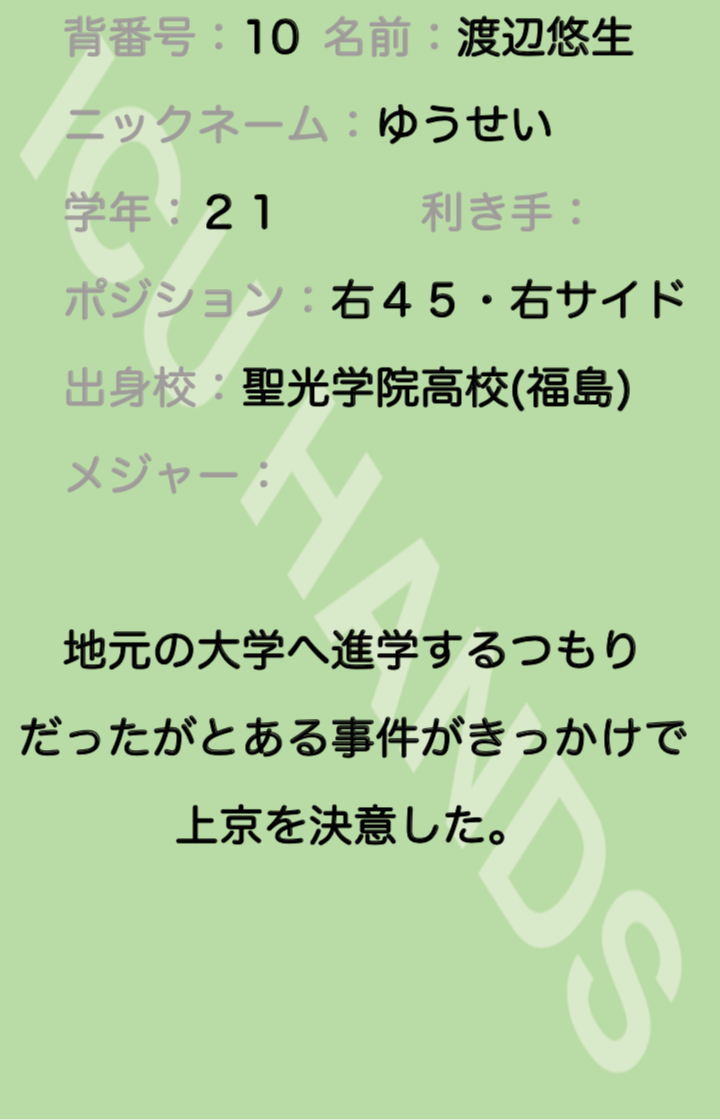 背番号：10 名前：渡辺悠生
ニックネーム：ゆうせい
学年：２１ 利き手：
ポジション：右４５・右サイド
出身校：聖光学院高校(福島)
メジャー：
地元の大学へ進学するつもり
だったがとある事件がきっかけで
上京を決意した。
ICU HANDS